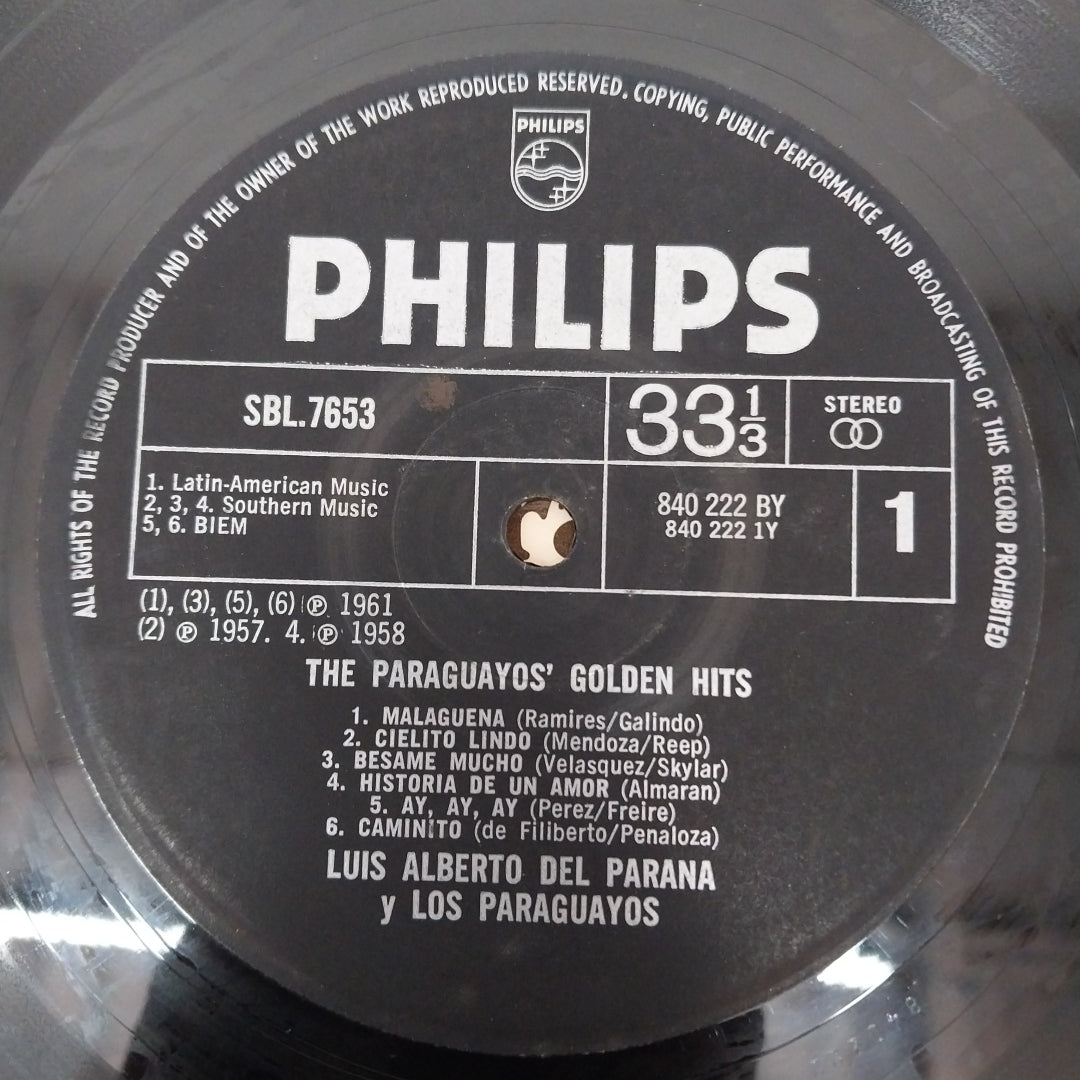 ALL RIGHTS OF THE RECORD PRODUCER AND OF THE OWNER OF THE WORK REPRODUCED RESERVED. COPYING, PUBLIC PERFORMANCE AND BROADCASTING OF THIS RECORD PROHIBITED
PHILIPS
PHILIPS
SBL.7653
33 1/3
STEREO
1. Latin-American Music
2, 3, 4. Southern Music
5, 6. BIEM
840 222 BY
840 222 1Y
1
(1), (3), (5), (6) ℗ 1961
(2) ℗ 1957. 4. ℗ 1958
THE PARAGUAYOS' GOLDEN HITS
1. MALAGUENA (Ramires/Galindo)
2. CIELITO LINDO (Mendoza/Reep)
3. BESAME MUCHO (Velasquez/Skylar)
4. HISTORIA DE UN AMOR (Almaran)
5. AY, AY, AY (Perez/Freire)
6. CAMINITO (de Filiberto/Penaloza)
LUIS ALBERTO DEL PARANA
y LOS PARAGUAYOS